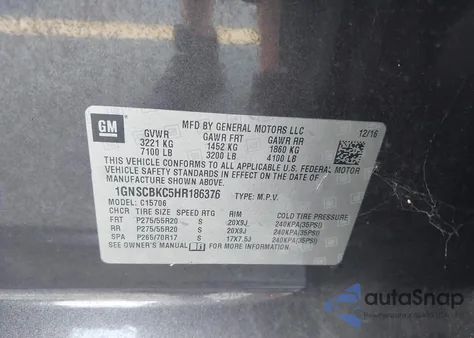 GM
MFD BY GENERAL MOTORS LLC 12/16
GVWR GAWR FRT GAWR RR
3221 KG 1452 KG 1860 KG
7100 LB 3200 LB 4100 LB
THIS VEHICLE CONFORMS TO ALL APPLICABLE U.S. FEDERAL MOTOR
VEHICLE SAFETY STANDARDS IN EFFECT ON THE DATE OF
MANUFACTURE SHOWN ABOVE.
1GNSCBKC5HR186376 TYPE: M.P.V.
MODEL: C15706
CHCR TIRE SIZE SPEED RTG RIM COLD TIRE PRESSURE
FRT P275/55R20 S 20X9J 240KPA(35PSI)
RR P275/55R20 S 20X9J 240KPA(35PSI)
SPA P265/70R17 S 17X7.5J 240KPA(35PSI)
SEE OWNER'S MANUAL FOR MORE INFORMATION.
autoSnap